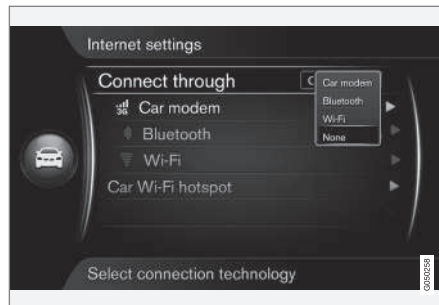 Internet settings
Connect through
Car modem
Bluetooth
Wi-Fi
None
3G Car modem
Bluetooth
Wi-Fi
Car Wi-Fi hotspot
Select connection technology
G050258